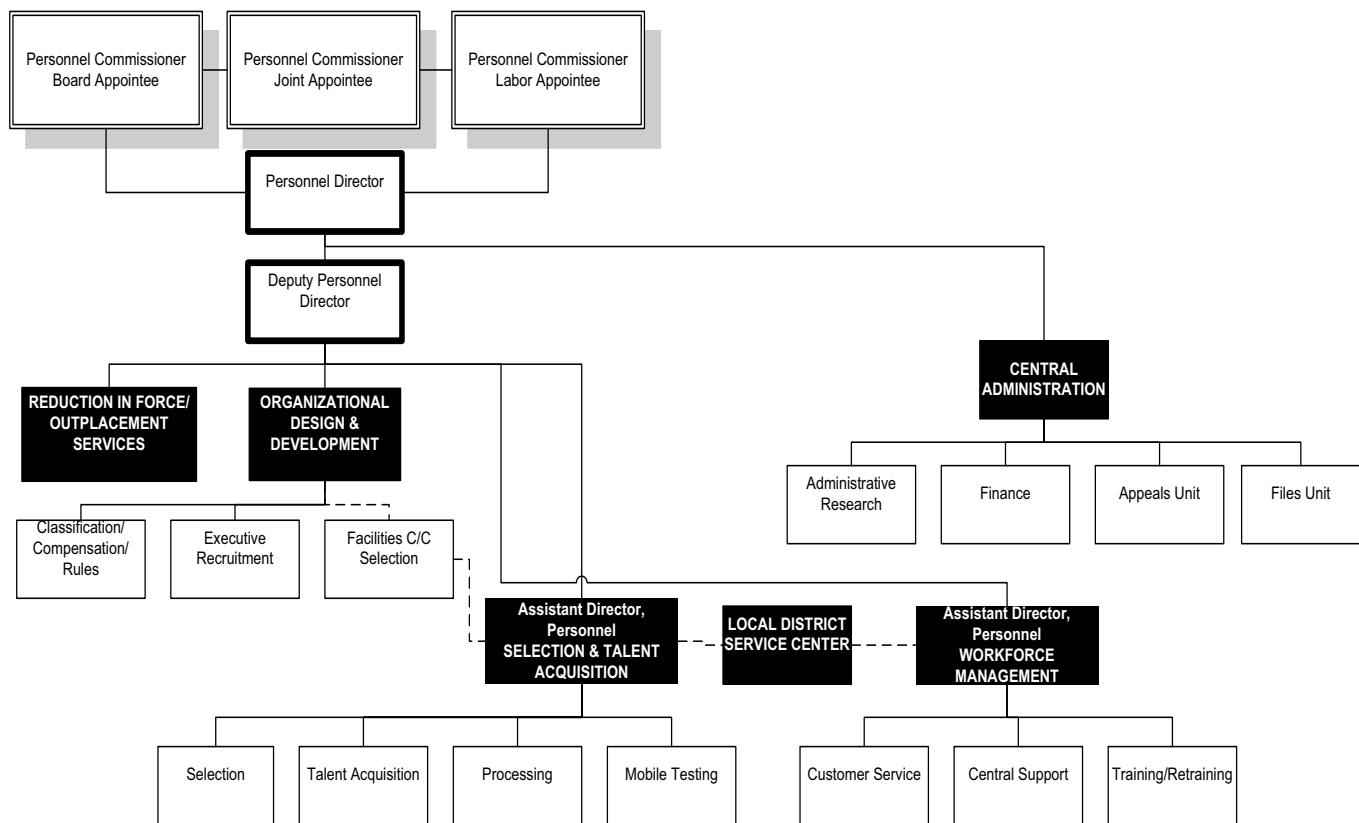 Personnel Commissioner
Board Appointee
Personnel Commissioner
Joint Appointee
Personnel Commissioner
Labor Appointee
Personnel Director
Deputy Personnel
Director
CENTRAL
ADMINISTRATION
REDUCTION IN FORCE/
OUTPLACEMENT
SERVICES
ORGANIZATIONAL
DESIGN &
DEVELOPMENT
Administrative
Research
Finance
Appeals Unit
Files Unit
Classification/
Compensation/
Rules
Executive
Recruitment
Facilities C/C
Selection
Assistant Director,
Personnel
SELECTION & TALENT
ACQUISITION
LOCAL DISTRICT
SERVICE CENTER
Assistant Director,
Personnel
WORKFORCE
MANAGEMENT
Selection
Talent Acquisition
Processing
Mobile Testing
Customer Service
Central Support
Training/Retraining